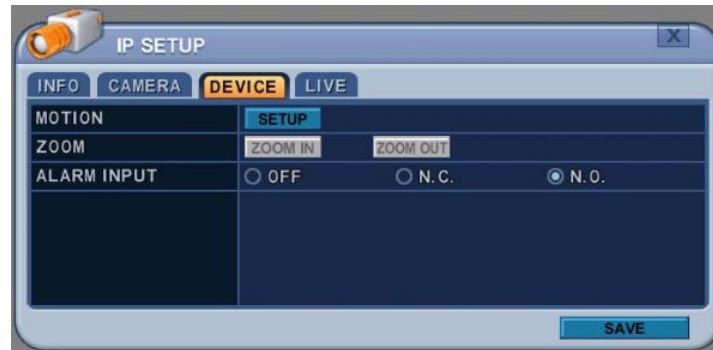 IP SETUP
X
INFO CAMERA DEVICE LIVE
MOTION SETUP
ZOOM ZOOM IN ZOOM OUT
ALARM INPUT OFF N.C. N.O.
SAVE